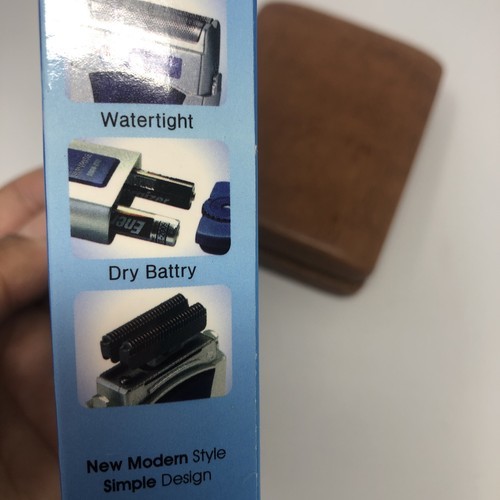 Watertight
Dry Battry
New Modern Style
Simple Design